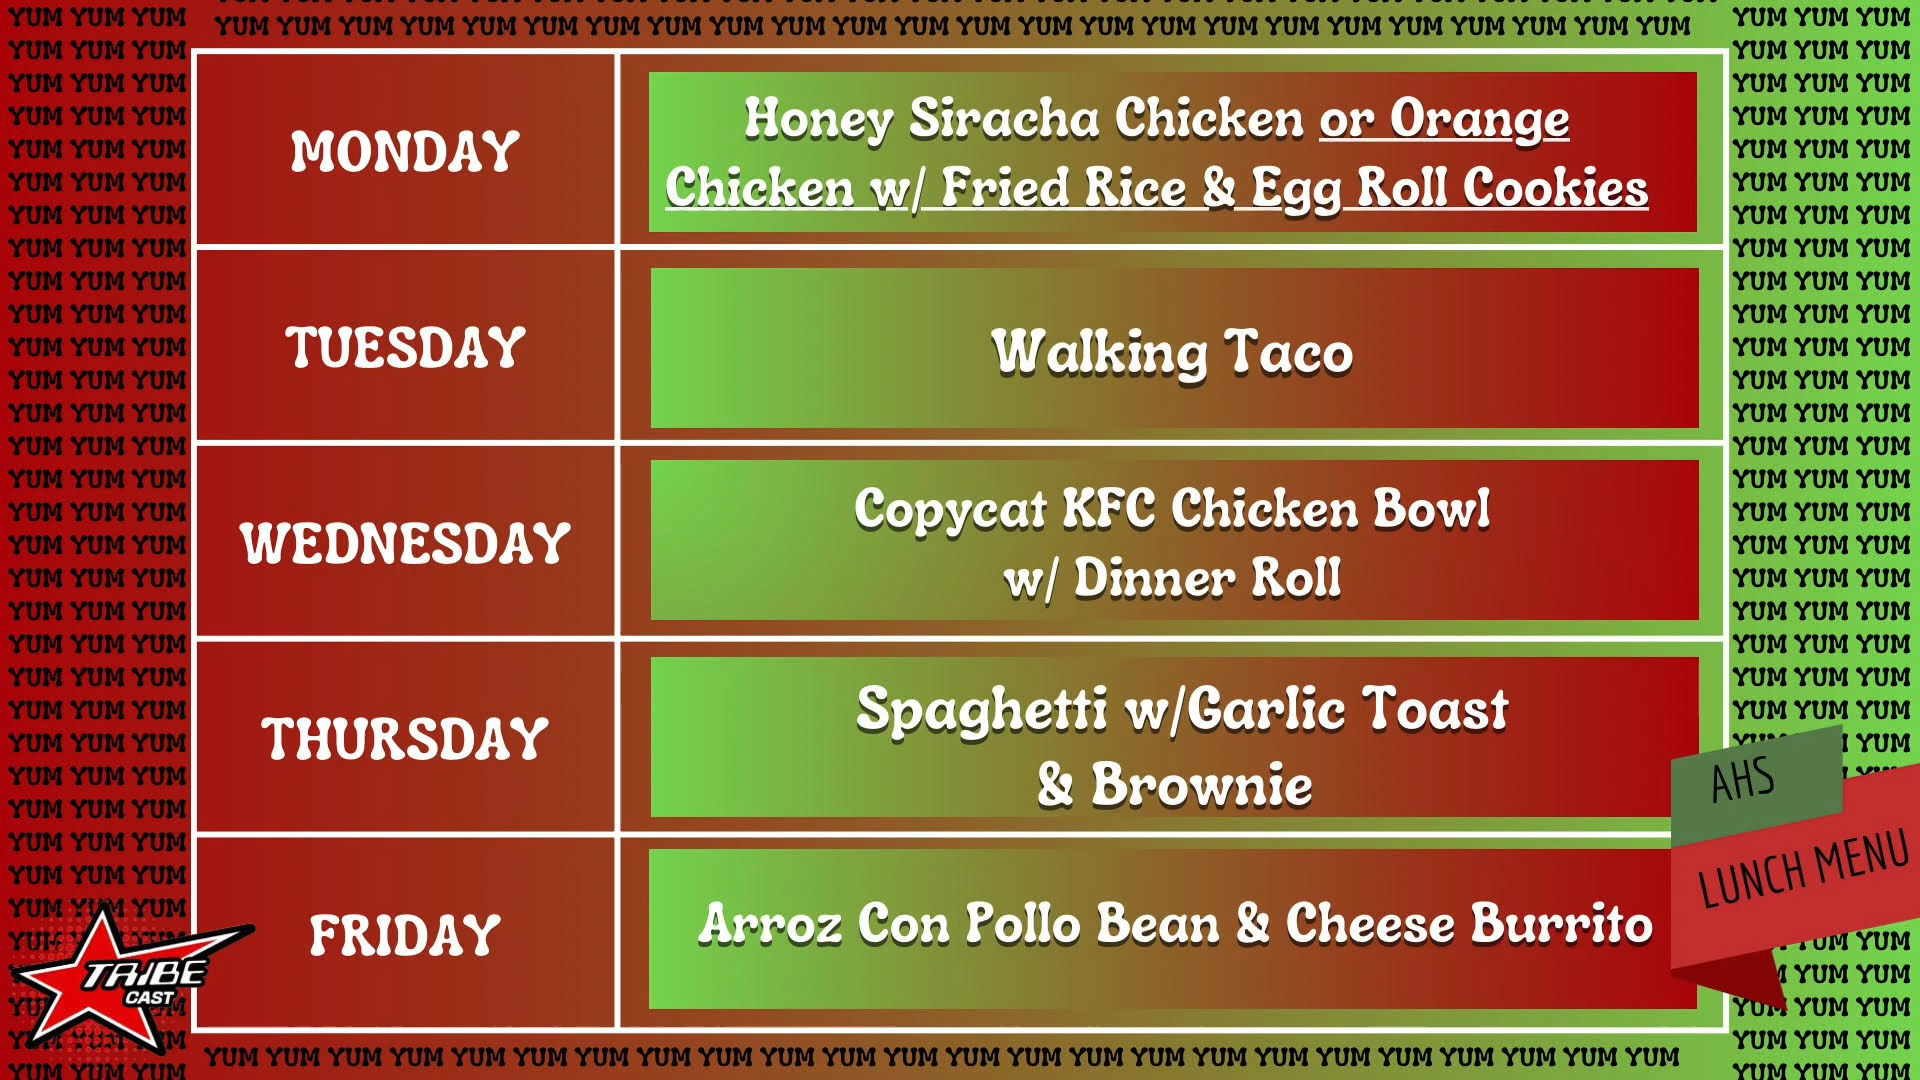 YUM YUM YUM YUM YUM YUM YUM YUM YUM YUM YUM YUM YUM YUM YUM YUM YUM YUM YUM YUM YUM YUM YUM YUM
MONDAY
Honey Siracha Chicken or Orange
Chicken w/ Fried Rice & Egg Roll Cookies
TUESDAY
Walking Taco
WEDNESDAY
Copycat KFC Chicken Bowl
w/ Dinner Roll
THURSDAY
Spaghetti w/Garlic Toast
& Brownie
FRIDAY
Arroz Con Pollo Bean & Cheese Burrito
AHS
LUNCH MENU
TRIBE
CAST
YUM YUM YUM YUM YUM YUM YUM YUM YUM YUM YUM YUM YUM YUM YUM YUM YUM YUM YUM YUM YUM YUM YUM YUM